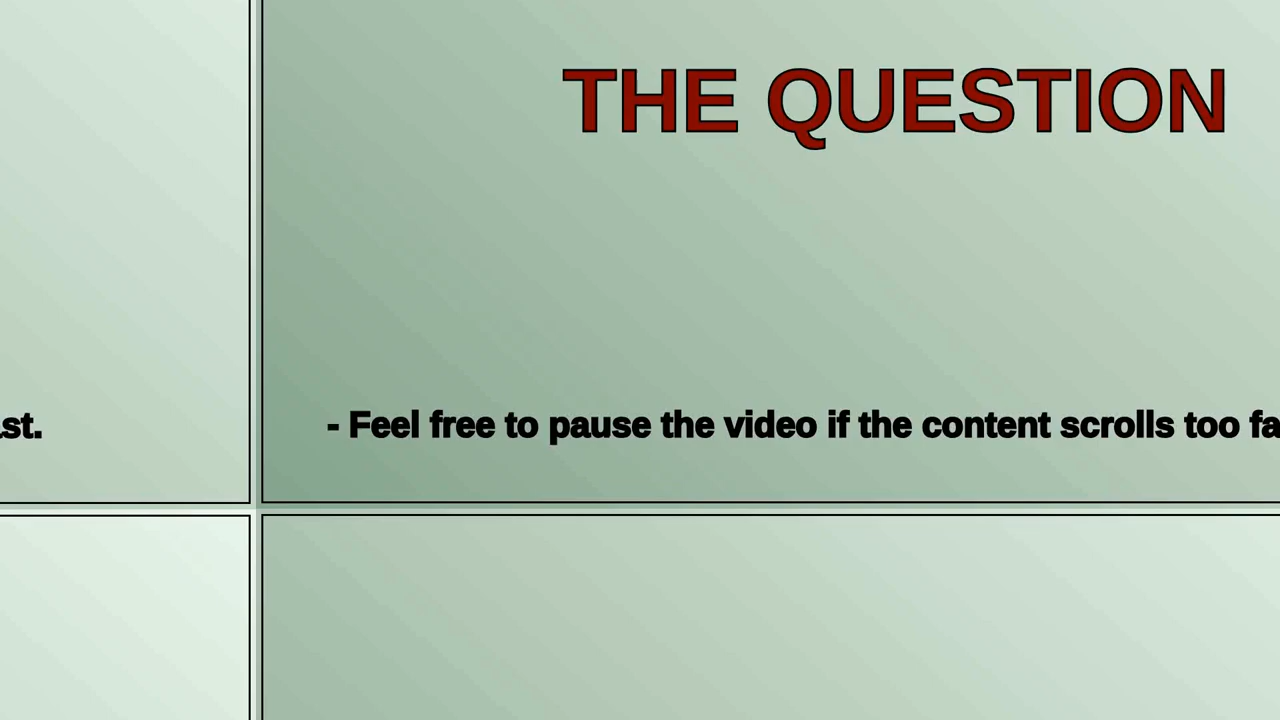 THE QUESTION
st.
- Feel free to pause the video if the content scrolls too fa